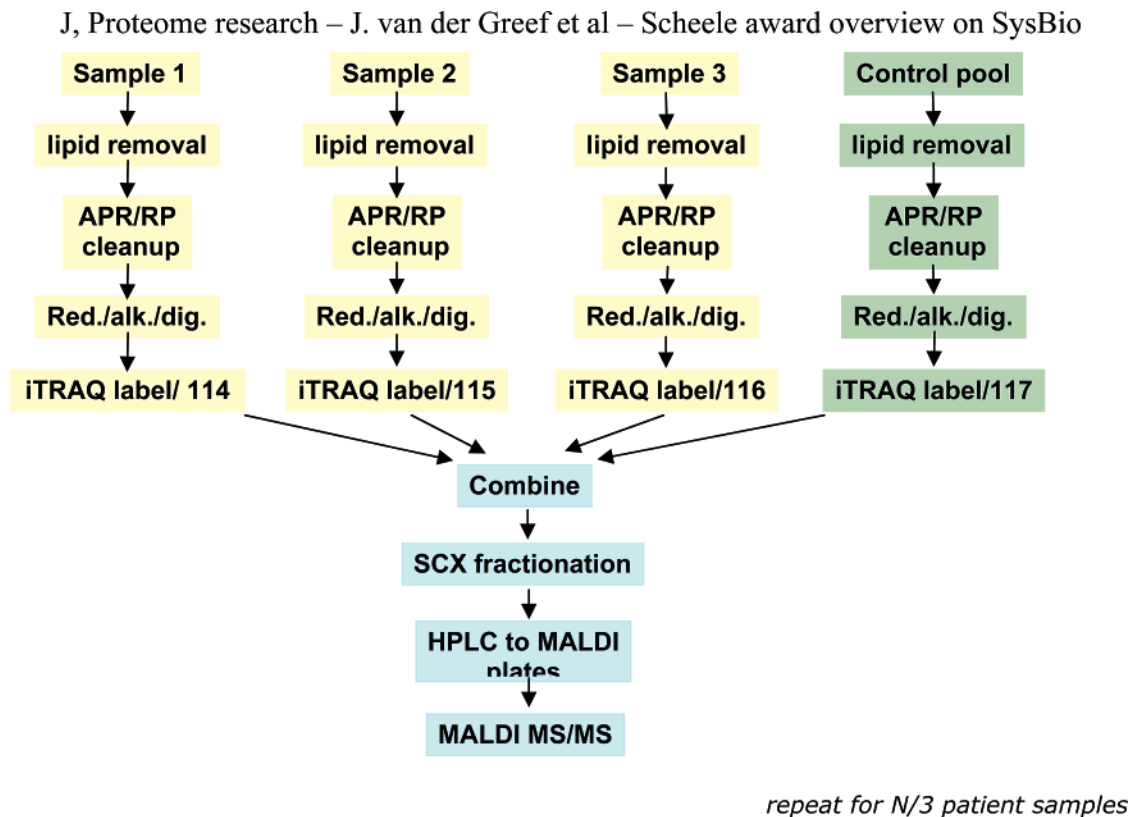 J, Proteome research – J. van der Greef et al – Scheele award overview on SysBio
Sample 1
Sample 2
Sample 3
Control pool
lipid removal
lipid removal
lipid removal
lipid removal
APR/RP
cleanup
APR/RP
cleanup
APR/RP
cleanup
APR/RP
cleanup
Red./alk./dig.
Red./alk./dig.
Red./alk./dig.
Red./alk./dig.
iTRAQ label/ 114
iTRAQ label/115
iTRAQ label/116
iTRAQ label/117
Combine
SCX fractionation
HPLC to MALDI
plates
MALDI MS/MS
repeat for N/3 patient samples